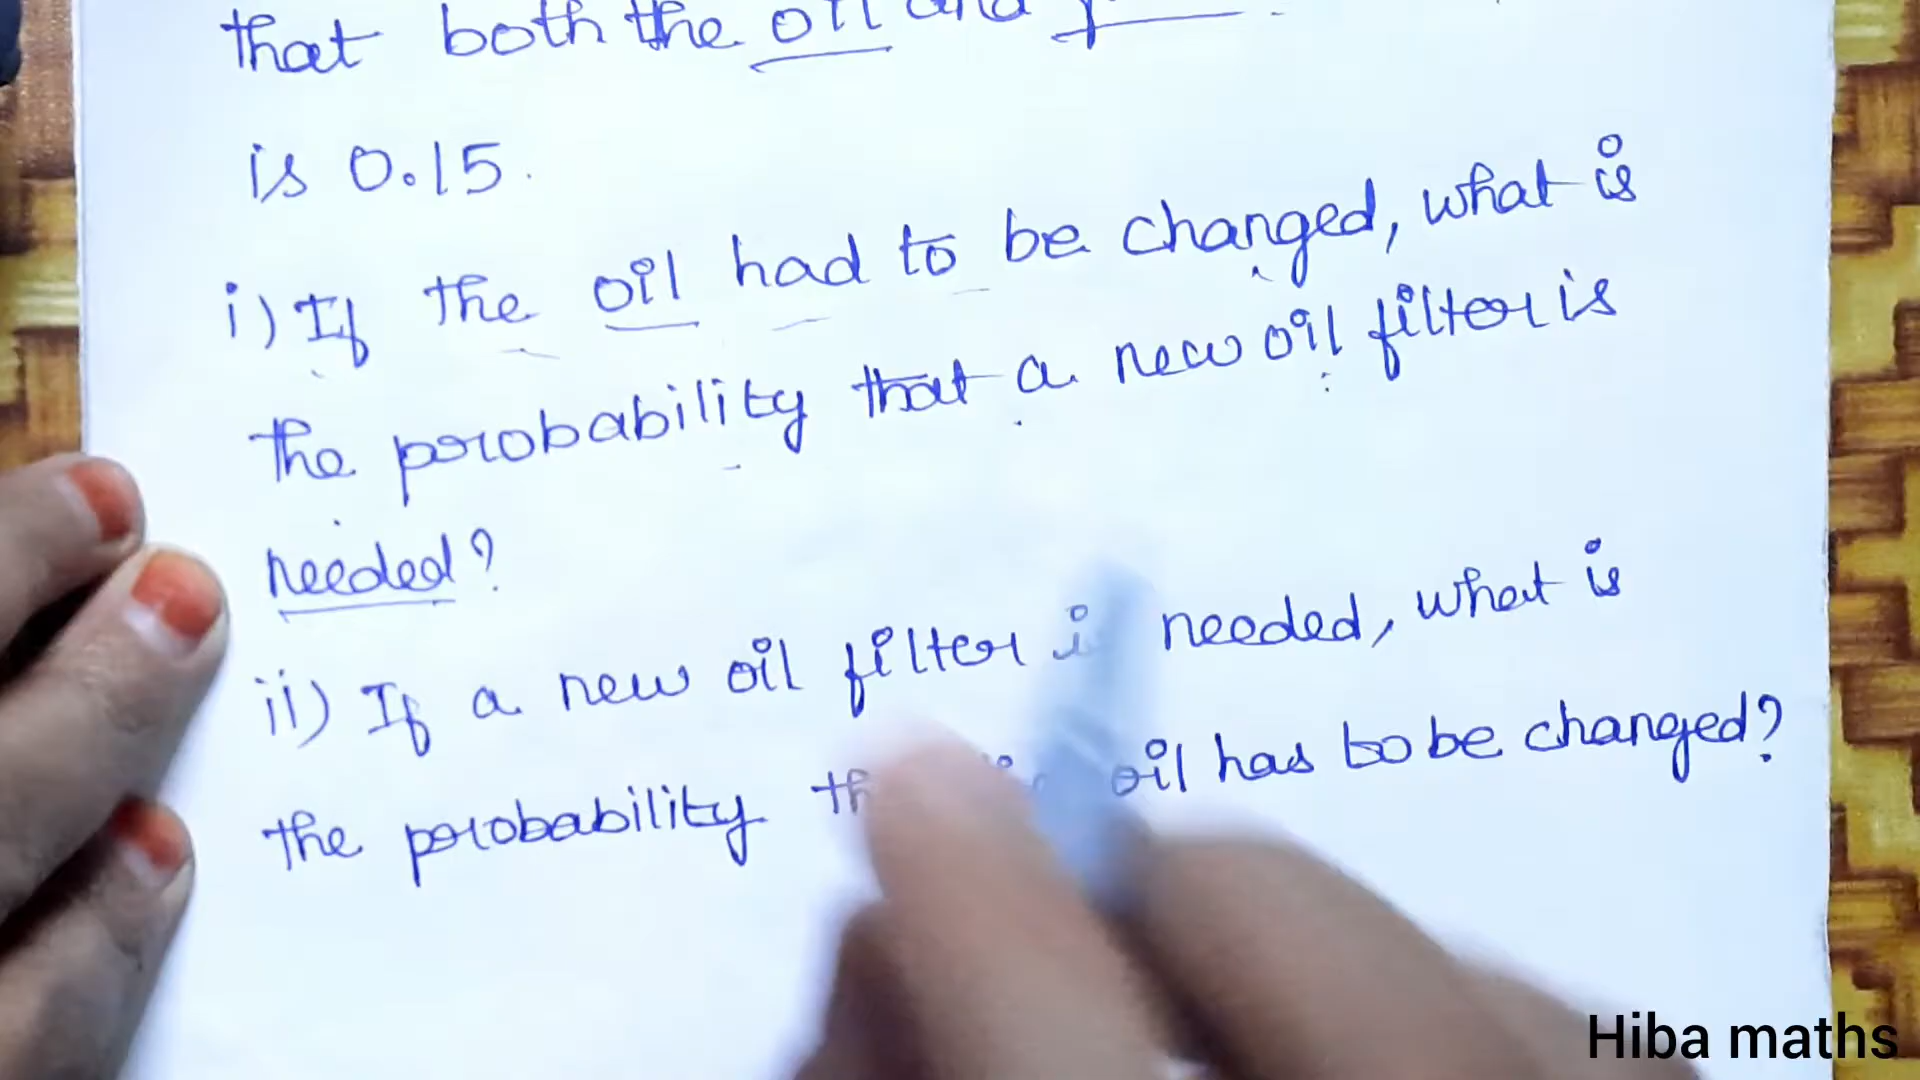 that both the oil and
is 0.15.
i) If the oil had to be changed, what is
the probability that a new oil filter is
needed?
ii) If a new oil filter is needed, what is
the probability oil has to be changed?
Hiba maths